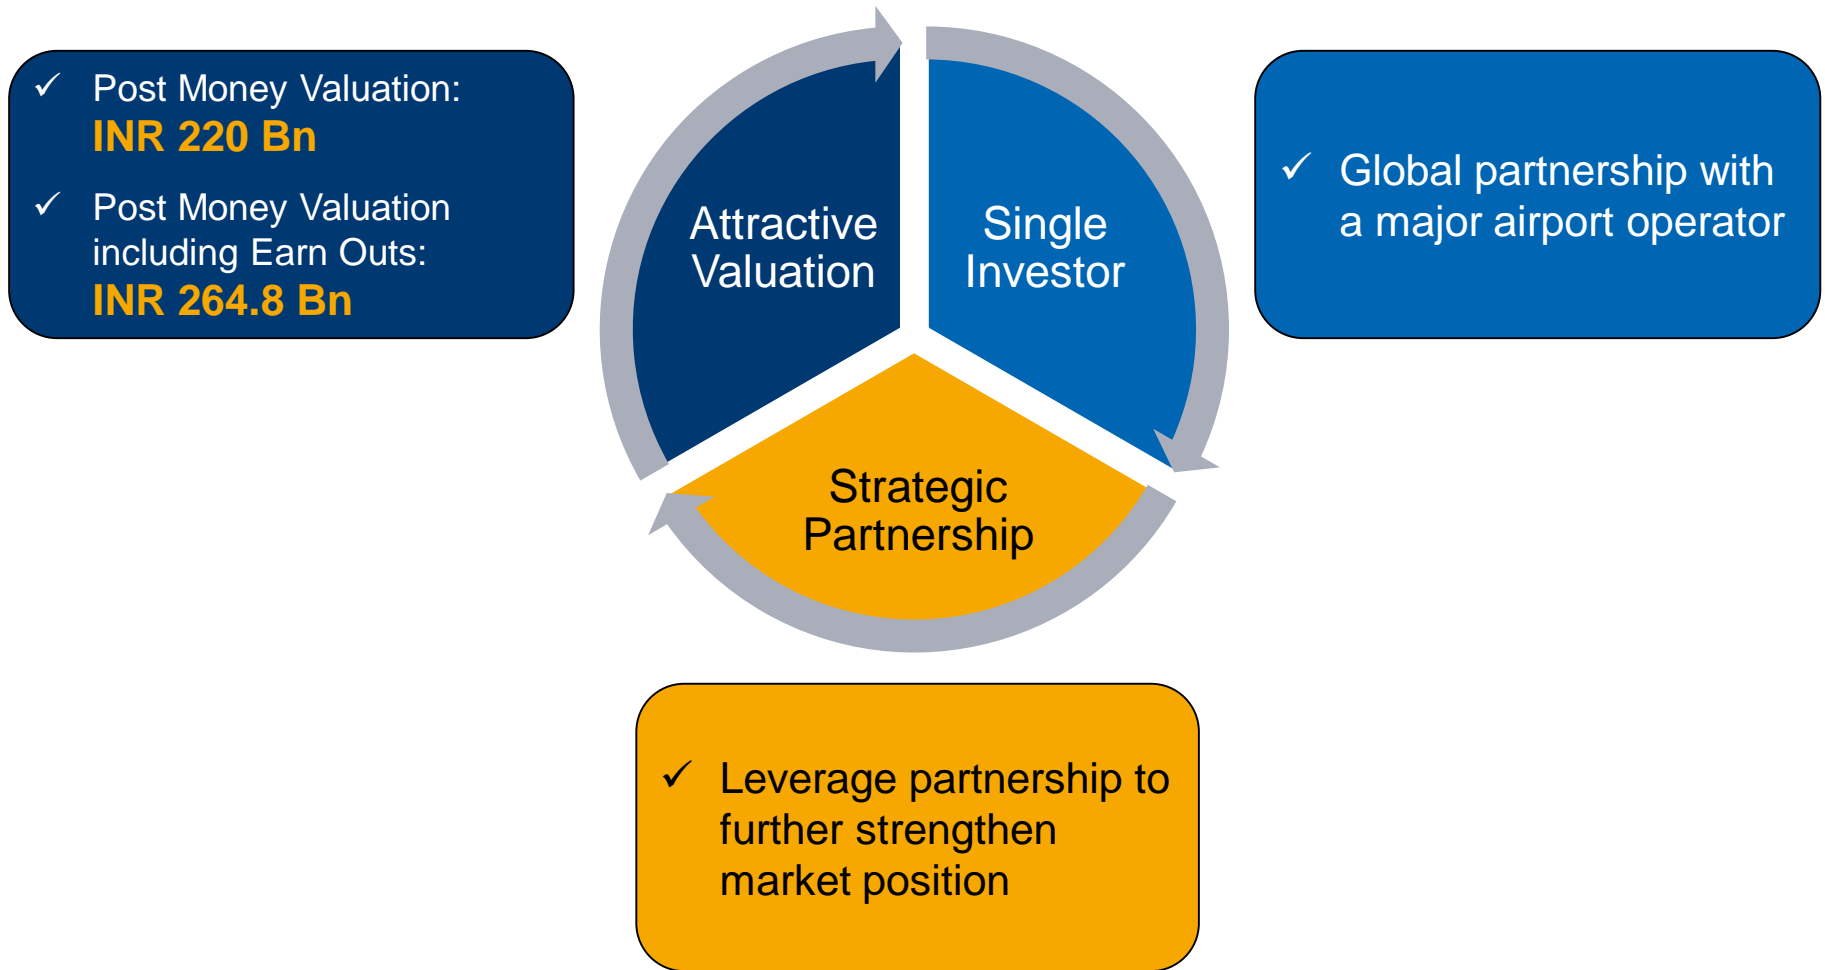 ✓ Post Money Valuation:
INR 220 Bn
✓ Post Money Valuation
including Earn Outs:
INR 264.8 Bn
Attractive
Valuation
Single
Investor
✓ Global partnership with
a major airport operator
Strategic
Partnership
✓ Leverage partnership to
further strengthen
market position